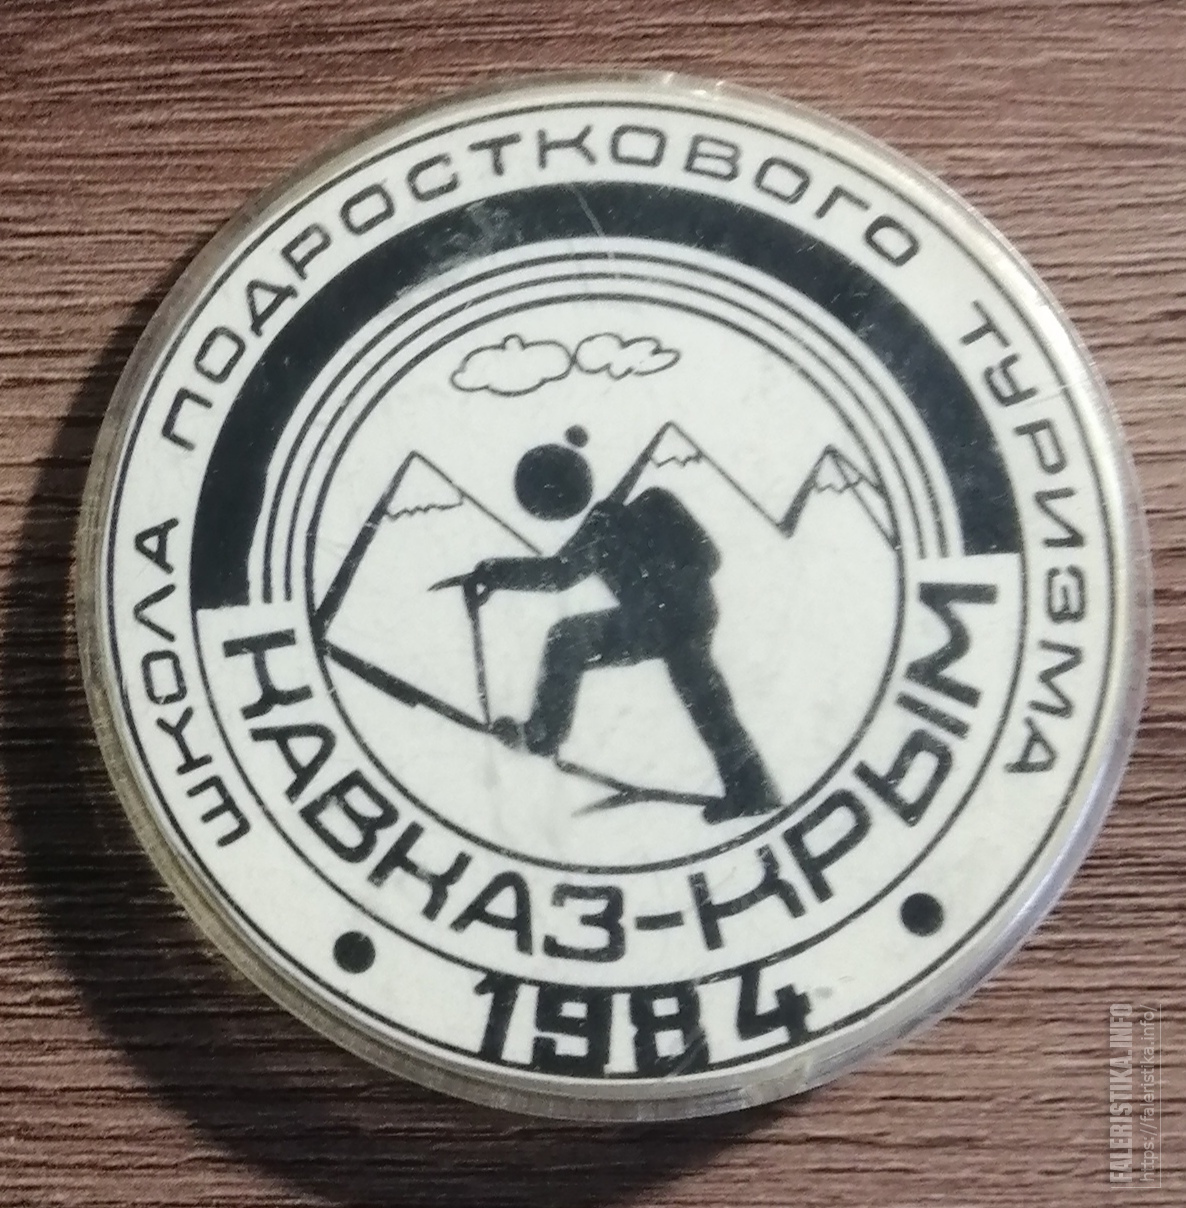 ШКОЛА ПОДРОСТКОВОГО ТУРИЗМА
КАВКАЗ-КРЫМ
1984
FALERISTIKA.INFO
https://faleristika.info/